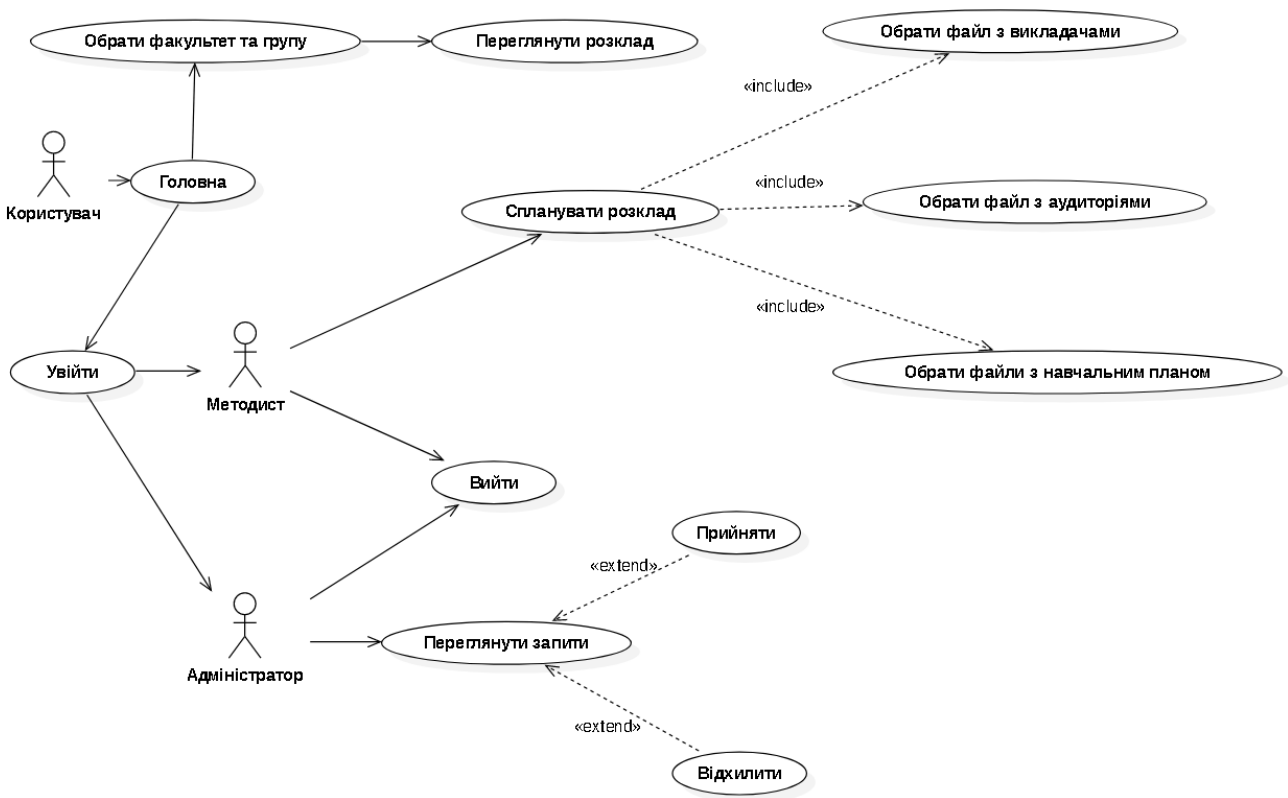 Обрати факультет та групу
Переглянути розклад
Обрати файл з викладачами
«include»
Користувач
Головна
«include»
Спланувати розклад
Обрати файл з аудиторіями
«include»
Увійти
Методист
Обрати файли з навчальним планом
Вийти
Прийняти
«extend»
Адміністратор
Переглянути запити
«extend»
Відхилити